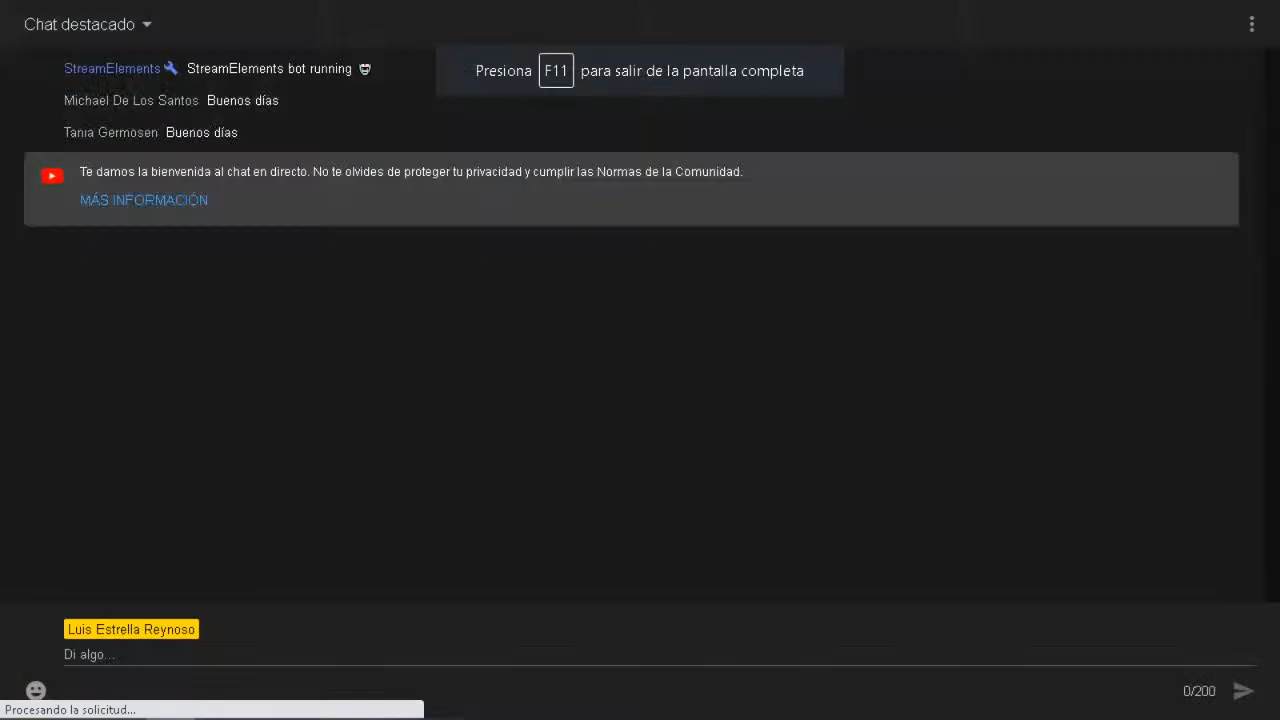 Chat destacado
StreamElements StreamElements bot running
Presiona F11 para salir de la pantalla completa
Michael De Los Santos Buenos días
Tania Germosen Buenos días
Te damos la bienvenida al chat en directo. No te olvides de proteger tu privacidad y cumplir las Normas de la Comunidad.
MÁS INFORMACIÓN
Luis Estrella Reynoso
Di algo...
0/200
Procesando la solicitud...